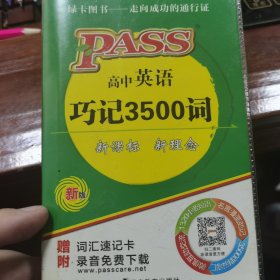 绿卡图书——走向成功的通行证
PASS
高中英语
巧记3500词
新课标 新理念
新版
赠 词汇速记卡
附 录音免费下载
www.passcare.net